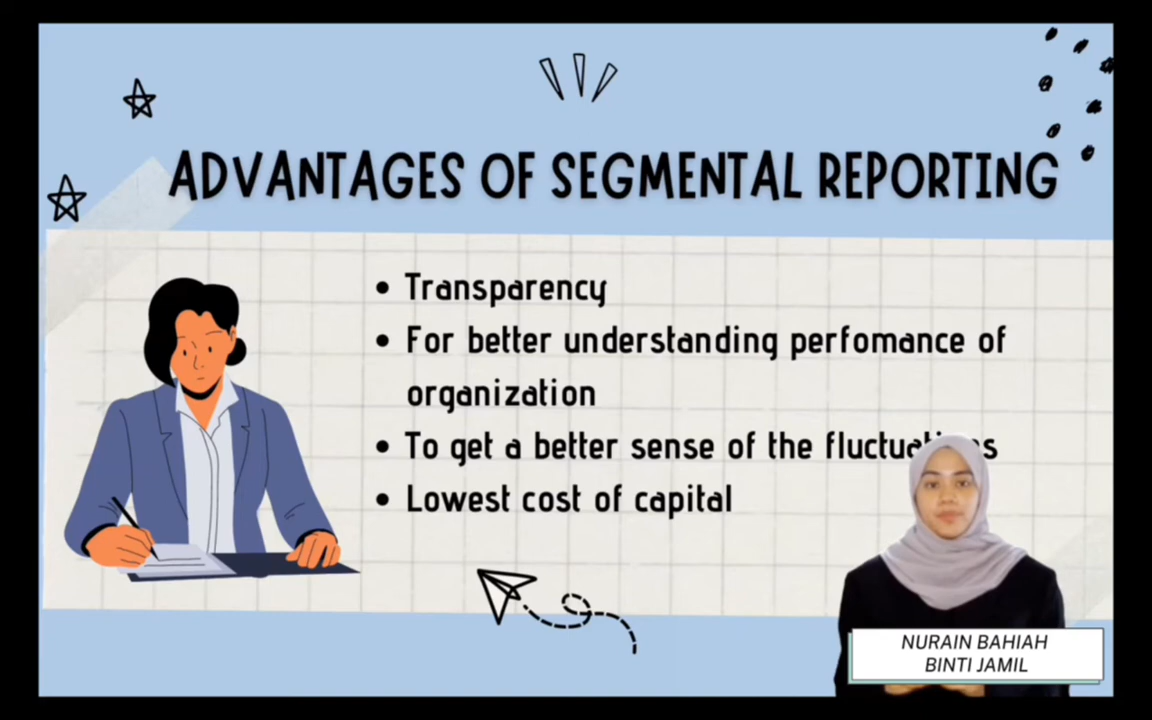 ADVANTAGES OF SEGMENTAL REPORTING
• Transparency
• For better understanding perfomance of
organization
• To get a better sense of the
• Lowest cost of capital
NURAIN BAHIAH
BINTI JAMIL